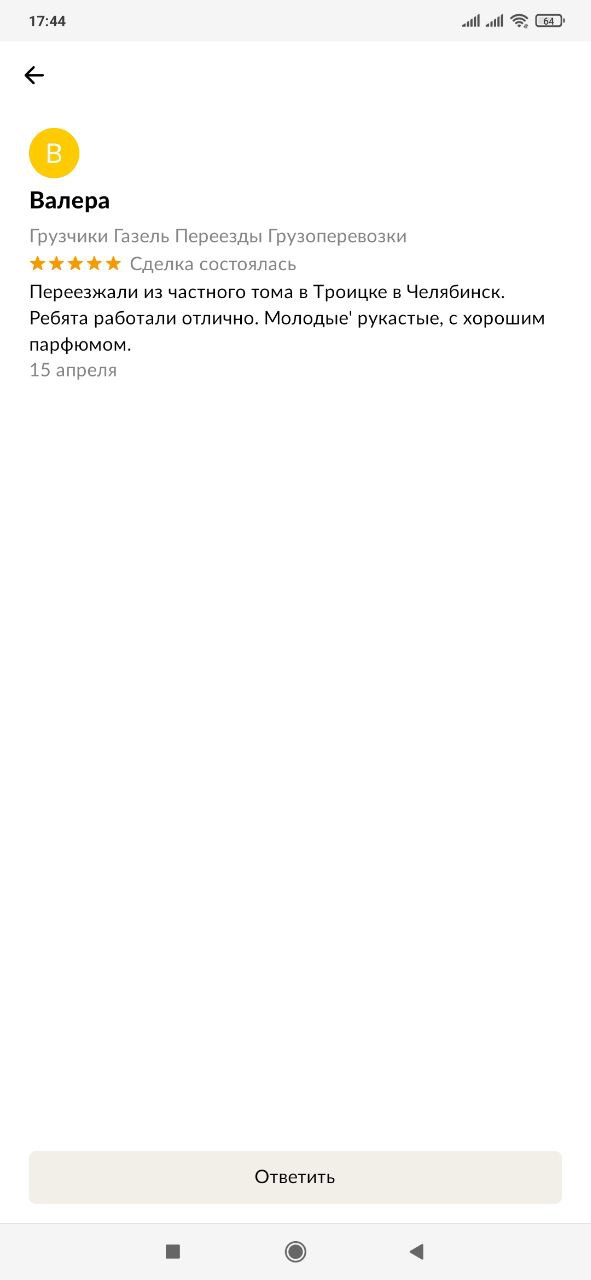 17:44
64
В
Валера
Грузчики Газель Переезды Грузоперевозки
Сделка состоялась
Переезжали из частного тома в Троицке в Челябинск.
Ребята работали отлично. Молодые' рукастые, с хорошим
парфюмом.
15 апреля
Ответить